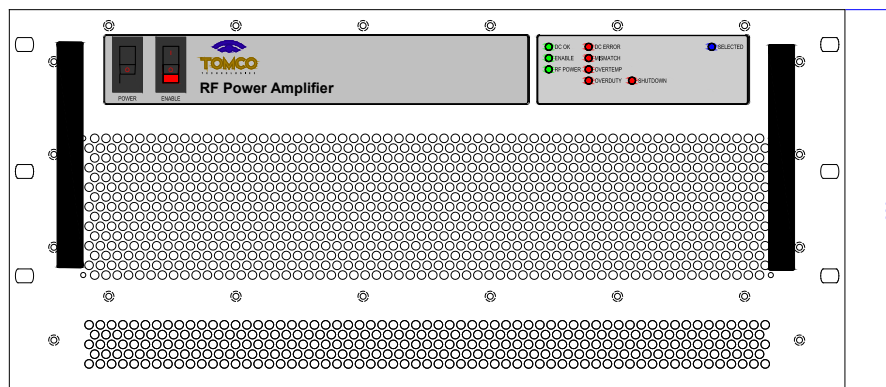 TOMCO
TECHNOLOGIES
RF Power Amplifier
POWER
ENABLE
DC OK
DC ERROR
SELECTED
ENABLE
MISMATCH
RF POWER
OVERTEMP
OVERDUTY
SHUTDOWN